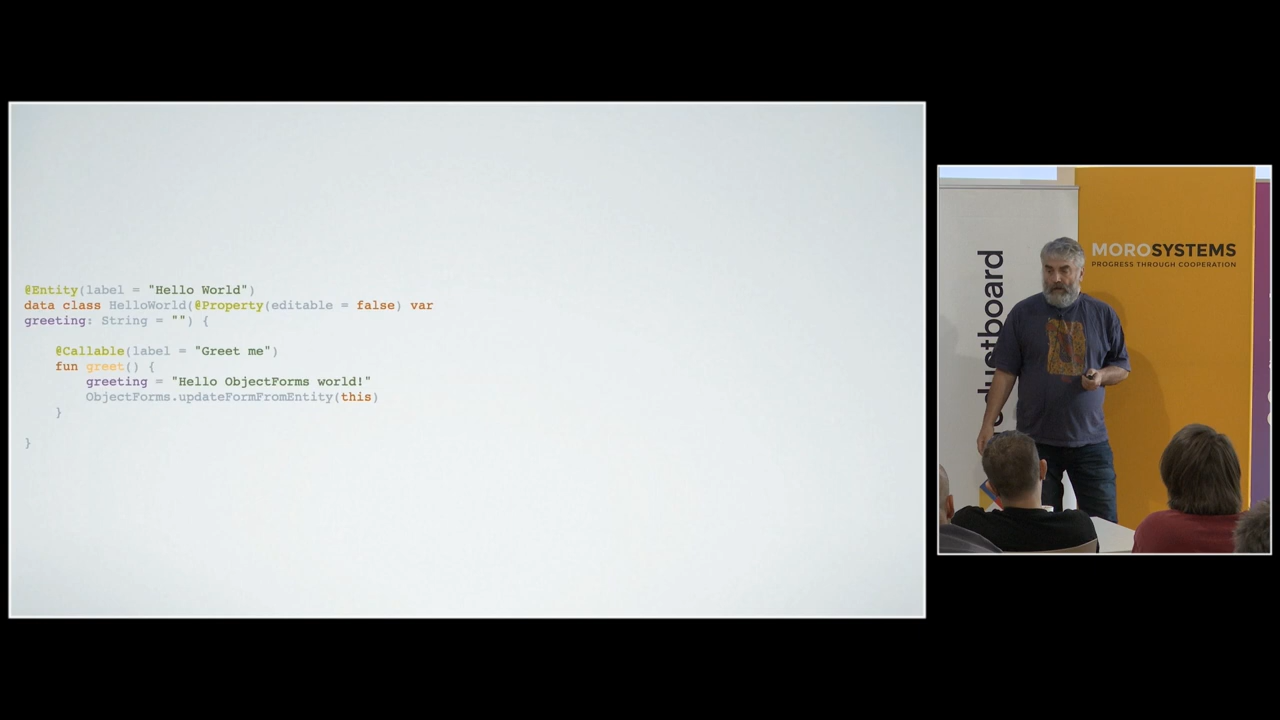 @Entity(label = "Hello World")
data class HelloWorld(@Property(editable = false) var
greeting: String = "") {
@Callable(label = "Greet me")
fun greet() {
greeting = "Hello ObjectForms world!"
ObjectForms.updateFormFromEntity(this)
}
}
MOROSYSTEMS
PROGRESS THROUGH COOPERATION